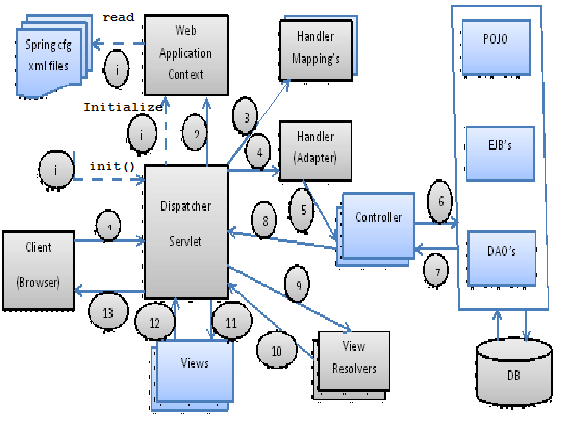 read
Spring cfg
xml files
i
Web
Application
Context
Handler
Mapping's
POJO
Initialize
i
2
3
4
Handler
(Adapter)
EJB's
i
init()
Dispatcher
Servlet
5
6
Controller
8
7
DAO's
Client
(Browser)
13
9
12
11
10
Views
View
Resolvers
DB